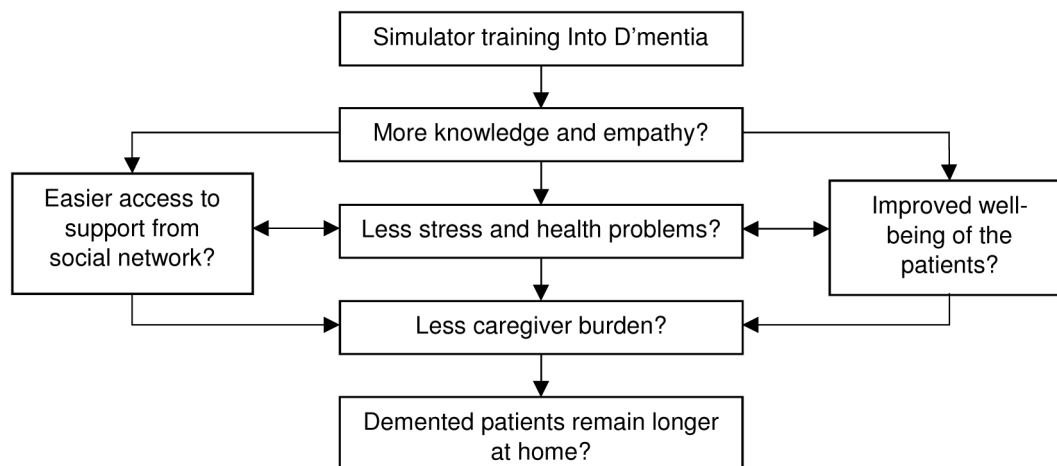 Simulator training Into D’mentia
More knowledge and empathy?
Easier access to
support from
social network?
Less stress and health problems?
Improved well-
being of the
patients?
Less caregiver burden?
Demented patients remain longer
at home?